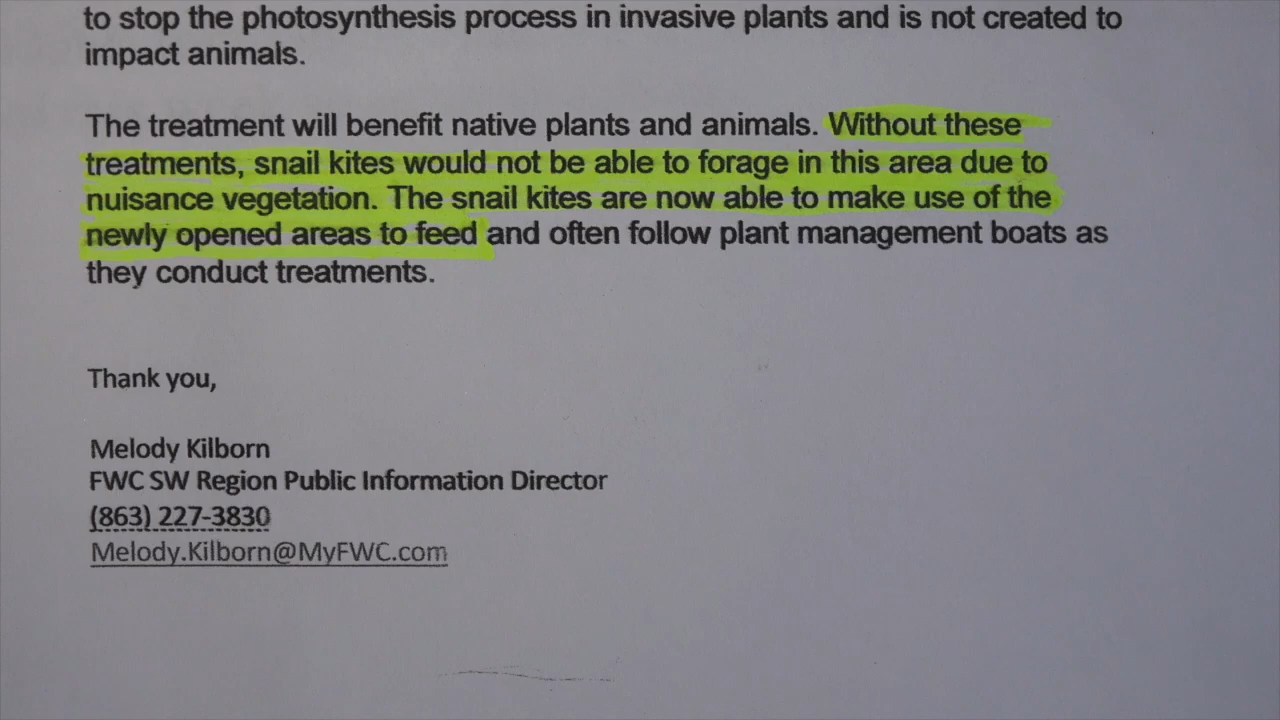 to stop the photosynthesis process in invasive plants and is not created to
impact animals.
The treatment will benefit native plants and animals. Without these
treatments, snail kites would not be able to forage in this area due to
nuisance vegetation. The snail kites are now able to make use of the
newly opened areas to feed and often follow plant management boats as
they conduct treatments.
Thank you,
Melody Kilborn
FWC SW Region Public Information Director
(863) 227-3830
Melody.Kilborn@MyFWC.com